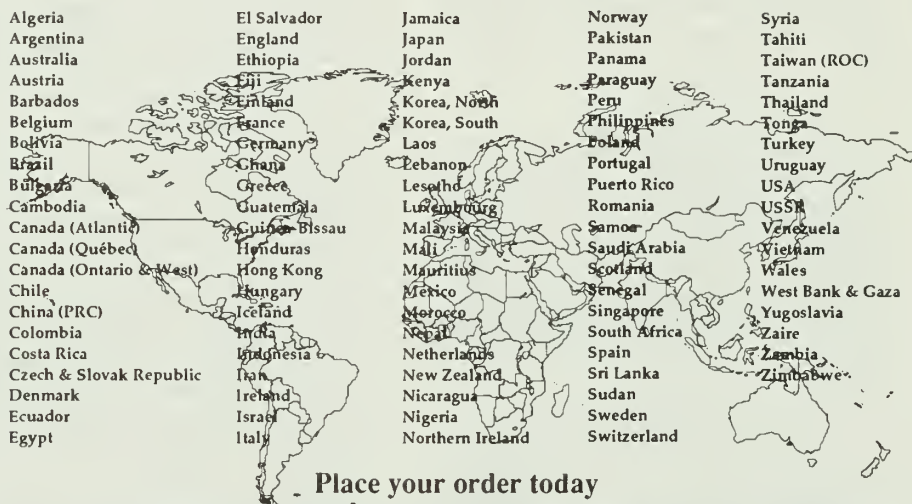 Algeria
Argentina
Australia
Austria
Barbados
Belgium
Bolivia
Brazil
Bulgaria
Cambodia
Canada (Atlantic)
Canada (Québec)
Canada (Ontario & West)
Chile
China (PRC)
Colombia
Costa Rica
Czech & Slovak Republic
Denmark
Ecuador
Egypt
El Salvador
England
Ethiopia
Fiji
Finland
France
Germany
Ghana
Greece
Guatemala
Guinea-Bissau
Honduras
Hong Kong
Hungary
Iceland
India
Indonesia
Iran
Ireland
Israel
Italy
Jamaica
Japan
Jordan
Kenya
Korea, North
Korea, South
Laos
Lebanon
Lesotho
Luxembourg
Malaysia
Mali
Mauritius
Mexico
Morocco
Nepal
Netherlands
New Zealand
Nicaragua
Nigeria
Northern Ireland
Norway
Pakistan
Panama
Paraguay
Peru
Philippines
Poland
Portugal
Puerto Rico
Romania
Samoa
Saudi Arabia
Scotland
Senegal
Singapore
South Africa
Spain
Sri Lanka
Sudan
Sweden
Switzerland
Syria
Tahiti
Taiwan (ROC)
Tanzania
Thailand
Tonga
Turkey
Uruguay
USA
USSR
Venezuela
Vietnam
Wales
West Bank & Gaza
Yugoslavia
Zaire
Zambia
Zimbabwe
Place your order today